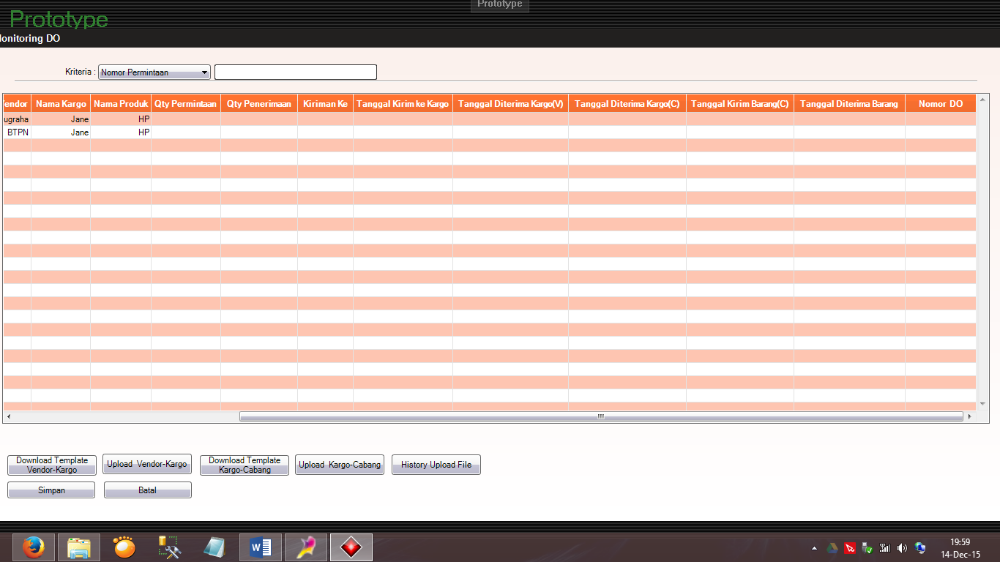 Prototype
Prototype
onitoring DO
Kriteria : Nomor Permintaan
endor Nama Kargo Nama Produk Qty Permintaan Qty Penerimaan Kiriman Ke Tanggal Kirim ke Kargo Tanggal Diterima Kargo(V) Tanggal Diterima Kargo(C) Tanggal Kirim Barang(C) Tanggal Diterima Barang Nomor DO
ugraha Jane HP
BTPN Jane HP
Download Template
Vendor-Kargo
Upload Vendor-Kargo
Download Template
Kargo-Cabang
Upload Kargo-Cabang
History Upload File
Simpan Batal
19:59
14-Dec-15